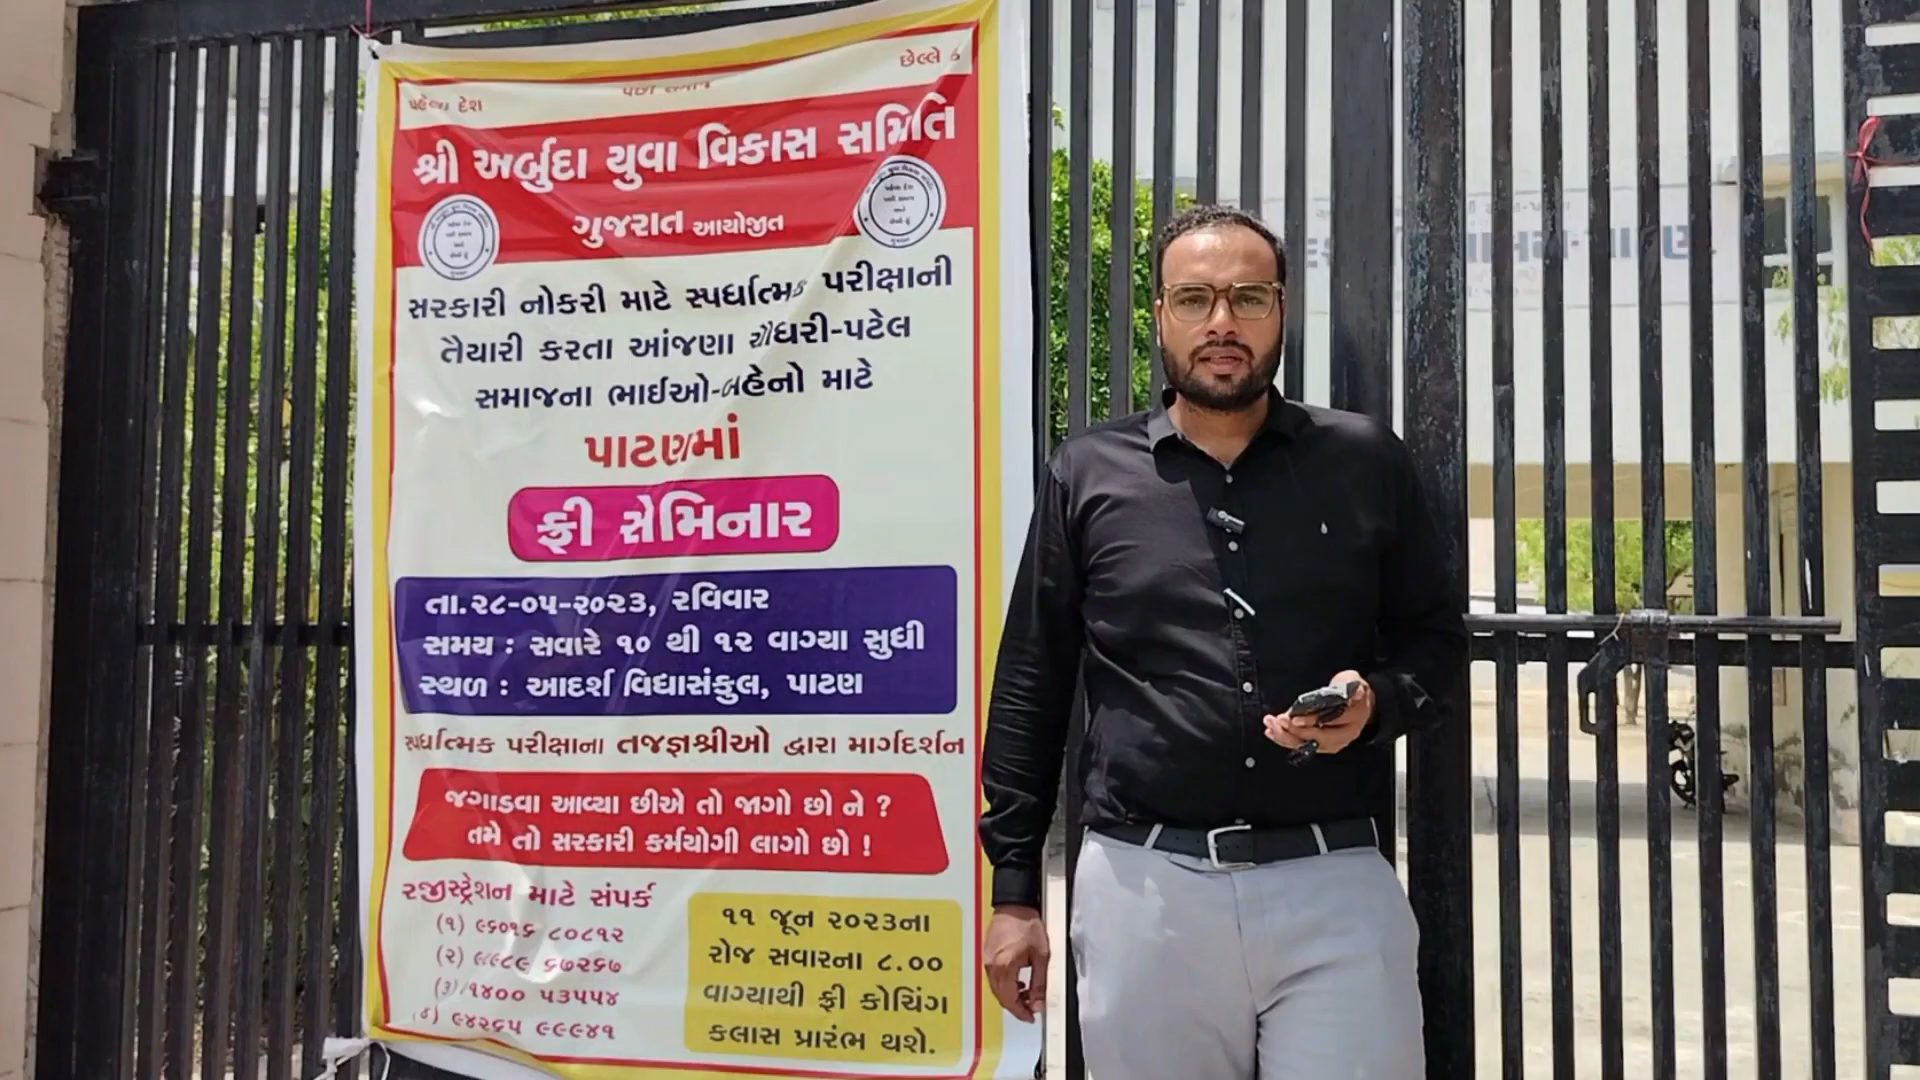 પહેલા દેશ
પછી સમાજ
છેલ્લે
શ્રી અર્બુદા યુવા વિકાસ સમિતિ
ગુજરાત આયોજીત
સરકારી નોકરી માટે સ્પર્ધાત્મક પરીક્ષાની
તૈયારી કરતા આંજણા ચૌધરી-પટેલ
સમાજના ભાઈઓ-બહેનો માટે
પાટણમાં
ફ્રી સેમિનાર
તા.૨૮-૦૫-૨૦૨૩, રવિવાર
સમય : સવારે ૧૦ થી ૧૨ વાગ્યા સુધી
સ્થળ : આદર્શ વિધાસંકુલ, પાટણ
સ્પર્ધાત્મક પરીક્ષાના તજજ્ઞશ્રીઓ દ્વારા માર્ગદર્શન
જગાડવા આવ્યા છીએ તો જાગો છો ને ?
તમે તો સરકારી કર્મયોગી લાગો છો !
રજીસ્ટ્રેશન માટે સંપર્ક
(૧) ૯૬૦૧૬ ૮૦૮૧૨
(૨) ૬૭૨૬૭
(૩) ૫૩૫૫૪
(૪) ૯૪૨૬૫ ૯૯૯૪૧
૧૧ જૂન ૨૦૨૩ના
રોજ સવારના ૮.૦૦
વાગ્યાથી ફ્રી કોચિંગ
કલાસ પ્રારંભ થશે.